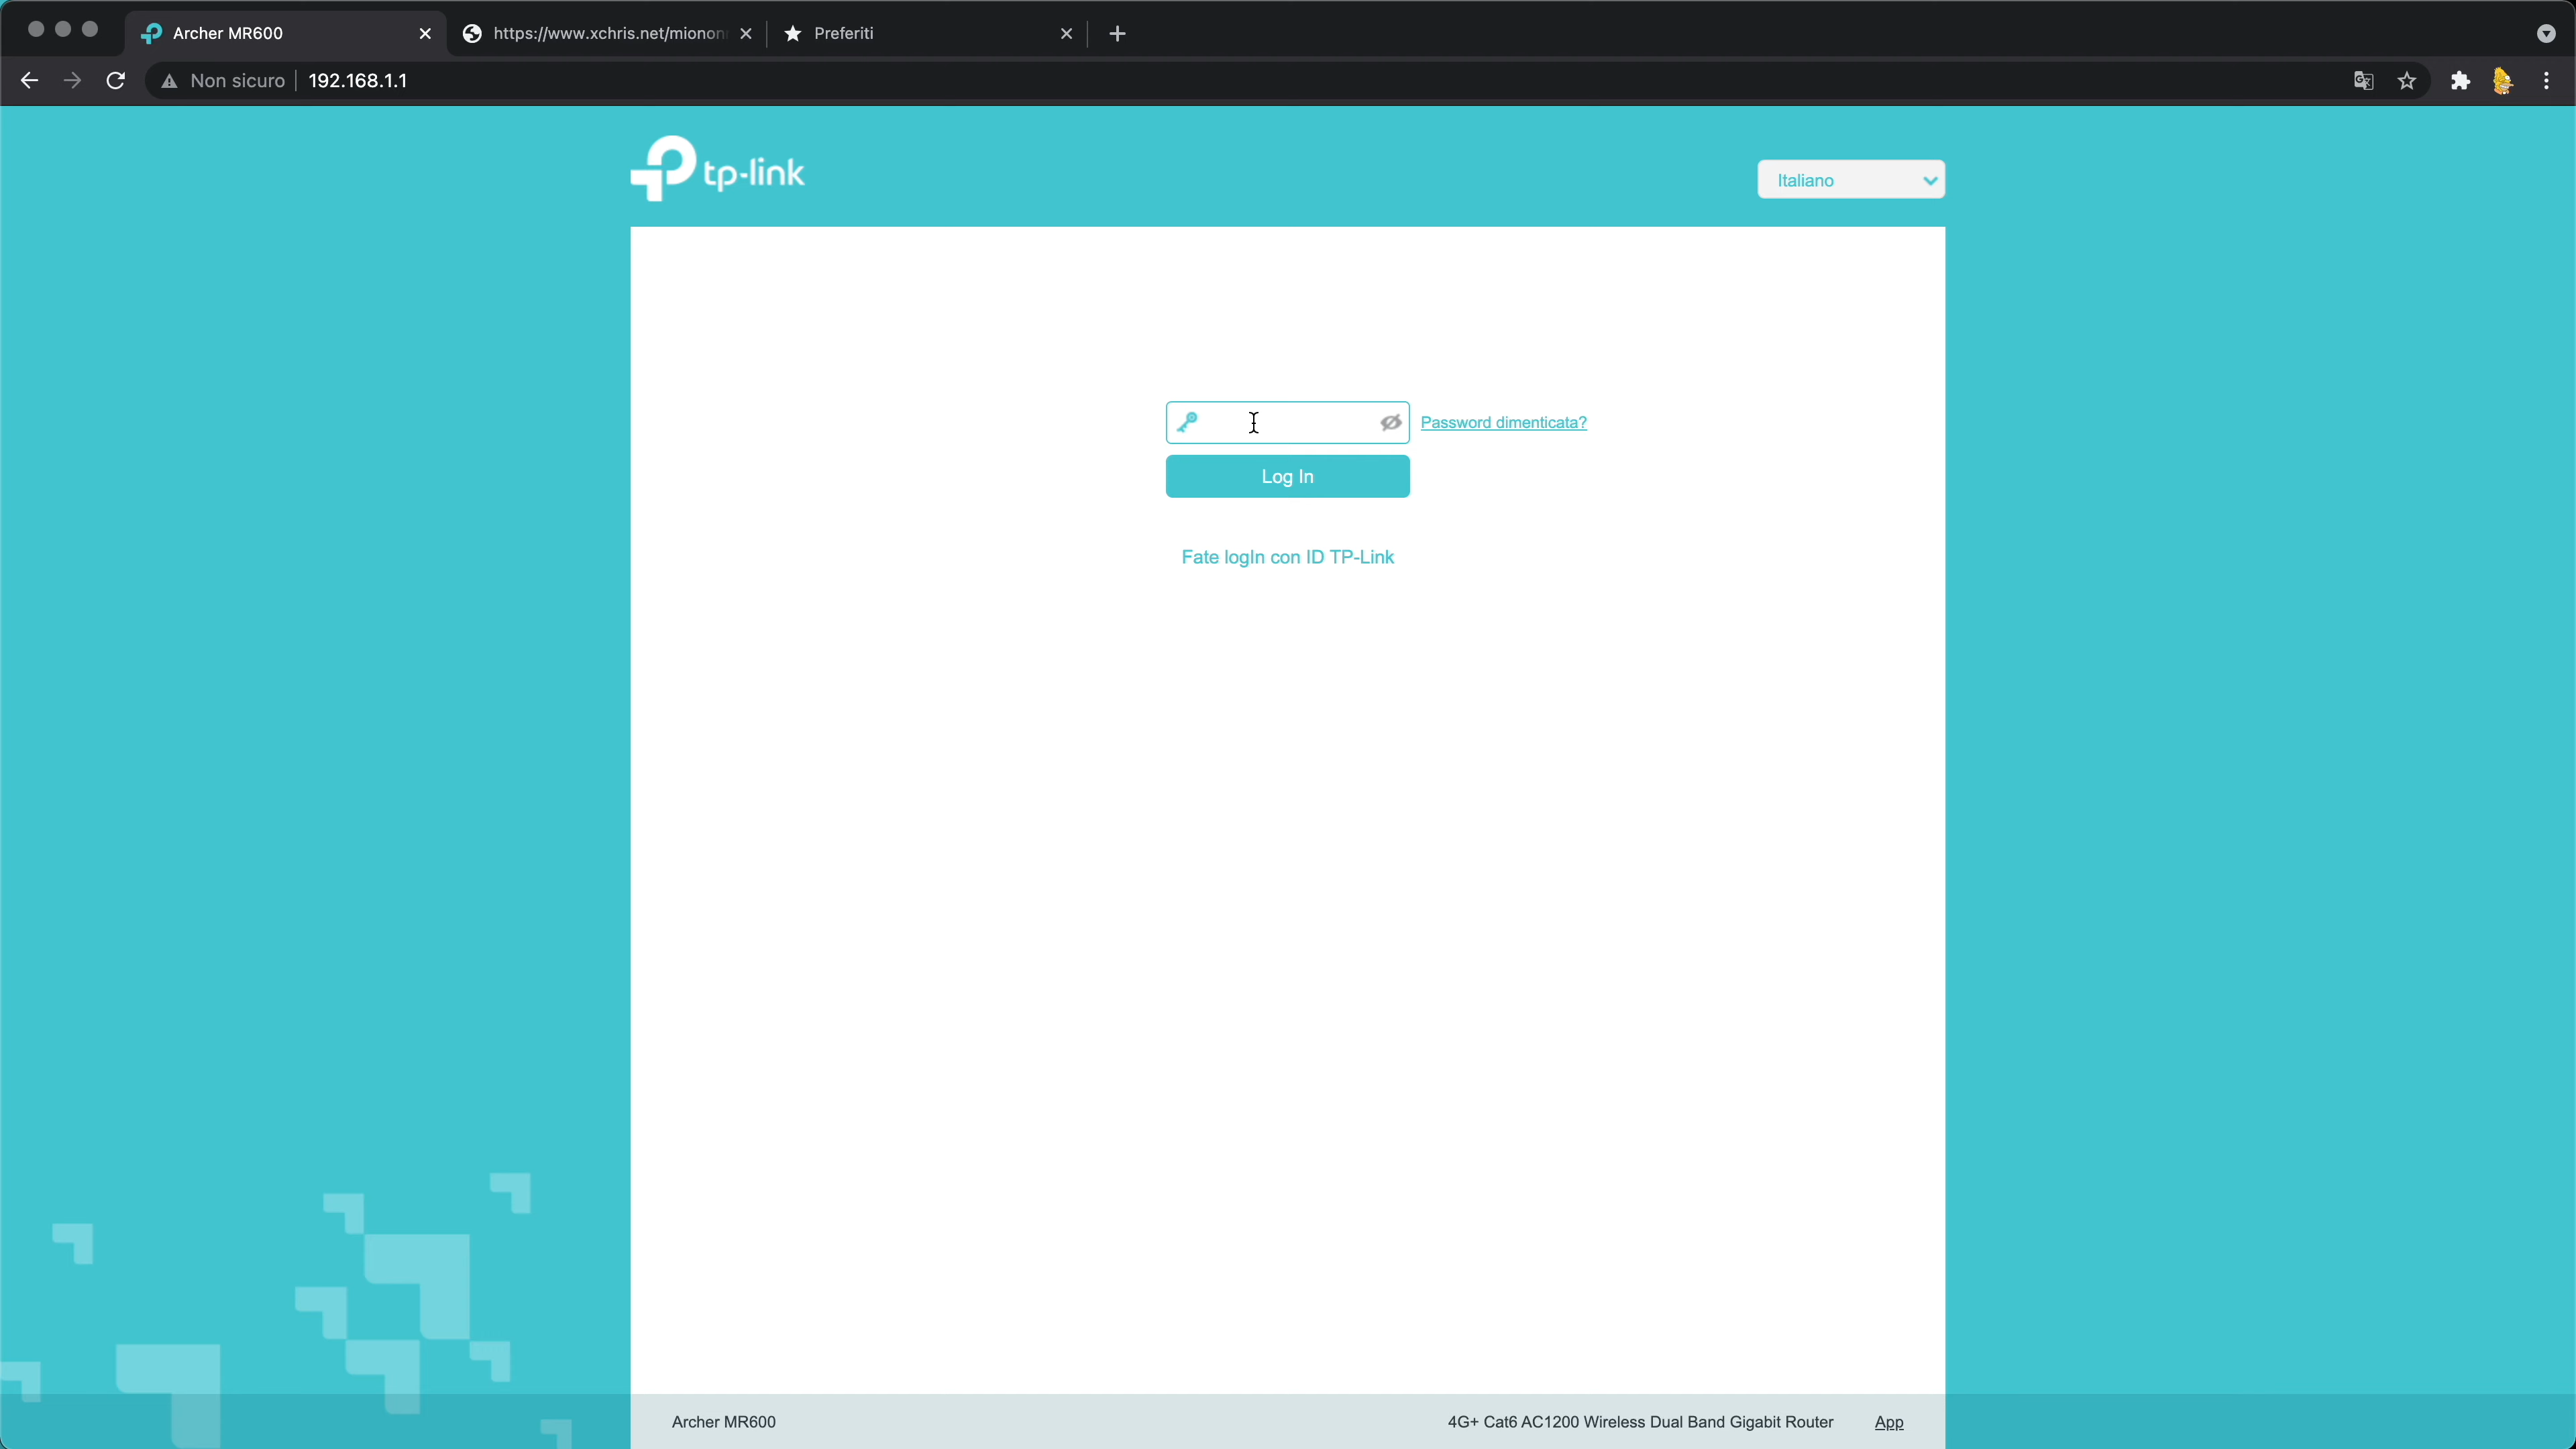 Archer MR600
https://www.xchris.net/miono
Preferiti
Non sicuro
192.168.1.1
tp-link
Italiano
Password dimenticata?
Log In
Fate logIn con ID TP-Link
Archer MR600
4G+ Cat6 AC1200 Wireless Dual Band Gigabit Router
App